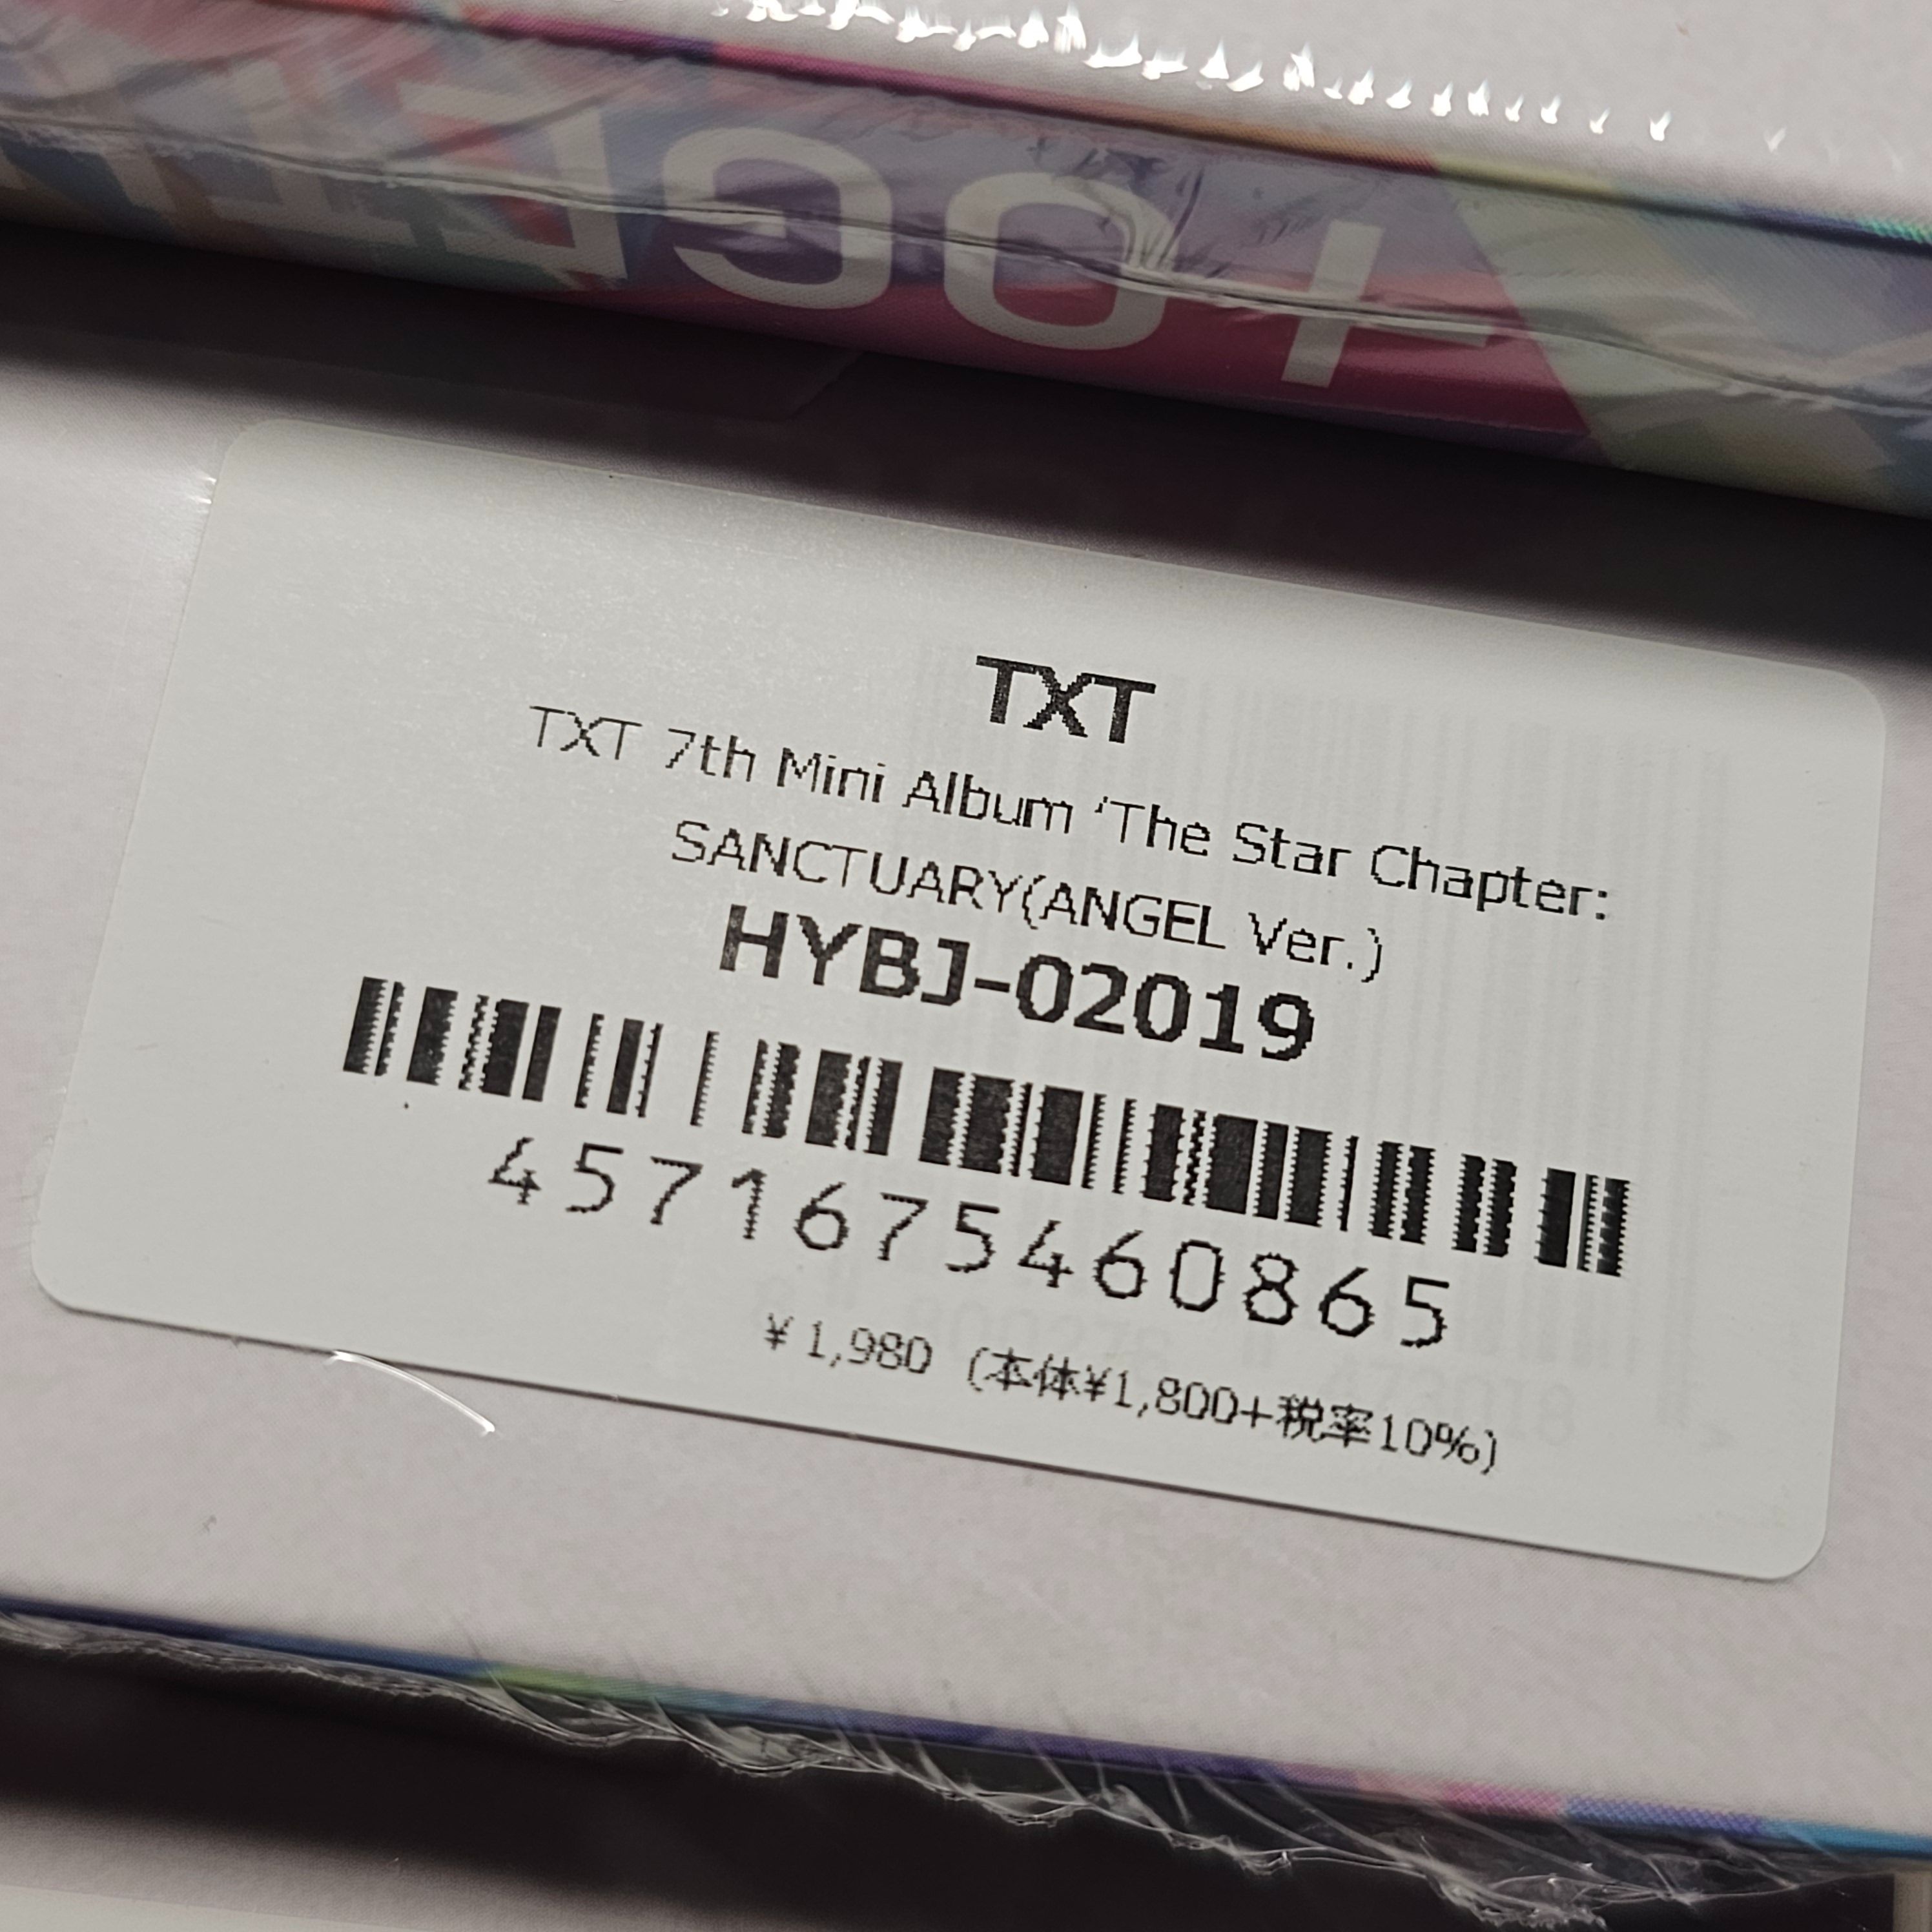 TXT
TXT 7th Mini Album 'The Star Chapter:
SANCTUARY(ANGEL Ver.)
HYBJ-02019
4571675460865
¥ 1,980 (本体¥1,800+税率10%)